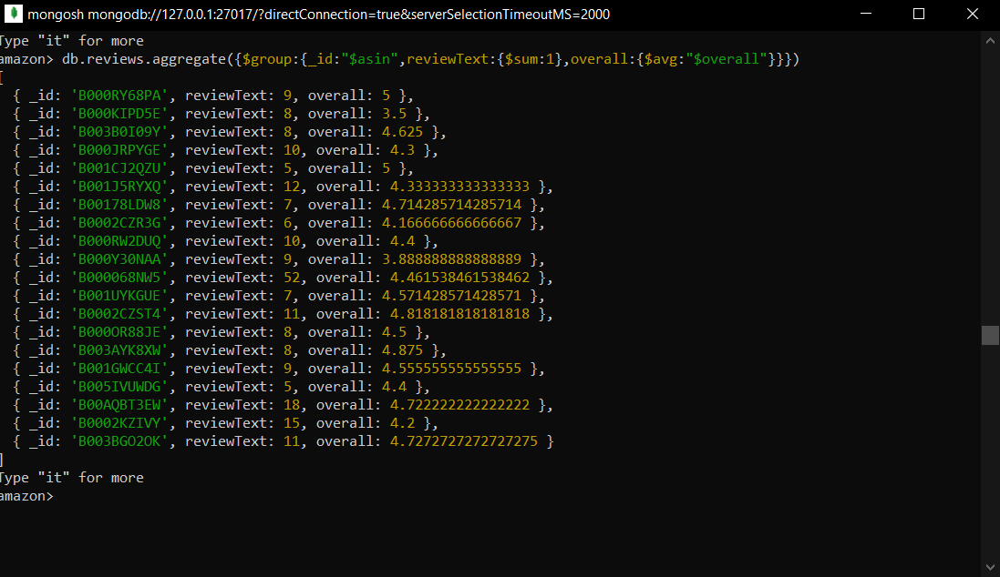 mongosh mongodb://127.0.0.1:27017/?directConnection=true&serverSelectionTimeoutMS=2000
Type "it" for more
amazon> db.reviews.aggregate({$group:{_id:"$asin",reviewText:{$sum:1},overall:{$avg:"$overall"}}})
[
  { _id: 'B000RY68PA', reviewText: 9, overall: 5 },
  { _id: 'B000KIPD5E', reviewText: 8, overall: 3.5 },
  { _id: 'B003B0I09Y', reviewText: 8, overall: 4.625 },
  { _id: 'B000JRPYGE', reviewText: 10, overall: 4.3 },
  { _id: 'B001CJ2QZU', reviewText: 5, overall: 5 },
  { _id: 'B001J5RYXQ', reviewText: 12, overall: 4.333333333333333 },
  { _id: 'B00178LDW8', reviewText: 7, overall: 4.714285714285714 },
  { _id: 'B0002CZR3G', reviewText: 6, overall: 4.166666666666667 },
  { _id: 'B000RW2DUQ', reviewText: 10, overall: 4.4 },
  { _id: 'B000Y30NAA', reviewText: 9, overall: 3.888888888888889 },
  { _id: 'B000068NW5', reviewText: 52, overall: 4.461538461538462 },
  { _id: 'B001UYKGUE', reviewText: 7, overall: 4.571428571428571 },
  { _id: 'B0002CZST4', reviewText: 11, overall: 4.818181818181818 },
  { _id: 'B000OR88JE', reviewText: 8, overall: 4.5 },
  { _id: 'B003AYK8XW', reviewText: 8, overall: 4.875 },
  { _id: 'B001GWCC4I', reviewText: 9, overall: 4.555555555555555 },
  { _id: 'B005IVUWDG', reviewText: 5, overall: 4.4 },
  { _id: 'B00AQBT3EW', reviewText: 18, overall: 4.722222222222222 },
  { _id: 'B0002KZIVY', reviewText: 15, overall: 4.2 },
  { _id: 'B003BGO2OK', reviewText: 11, overall: 4.7272727272727275 }
]
Type "it" for more
amazon>